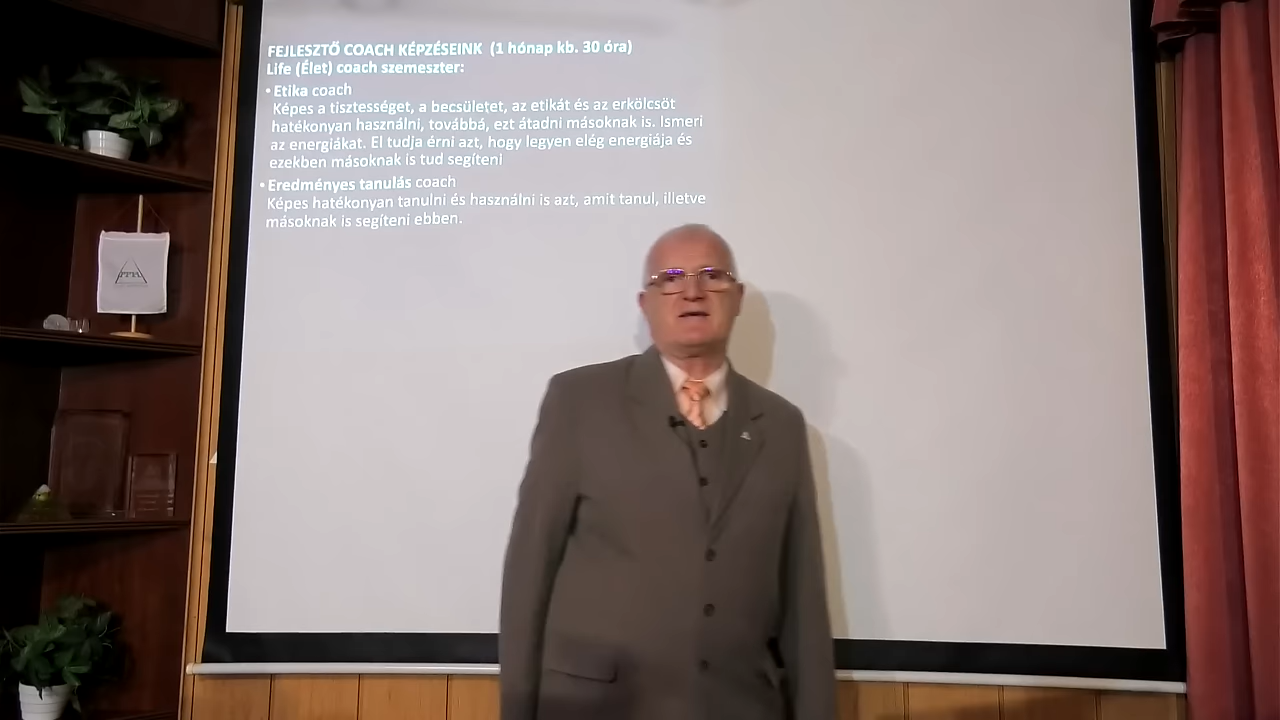 FEJLESZTŐ COACH KÉPZÉSEINK (1 hónap kb. 30 óra)
Life (Élet) coach szemeszter:
• Etika coach
Képes a tisztességet, a becsületet, az etikát és az erkölcsöt
hatékonyan használni, továbbá, ezt átadni másoknak is. Ismeri
az energiákat. El tudja érni azt, hogy legyen elég energiája és
ezekben másoknak is tud segíteni
• Eredményes tanulás coach
Képes hatékonyan tanulni és használni is azt, amit tanul, illetve
másoknak is segíteni ebben.